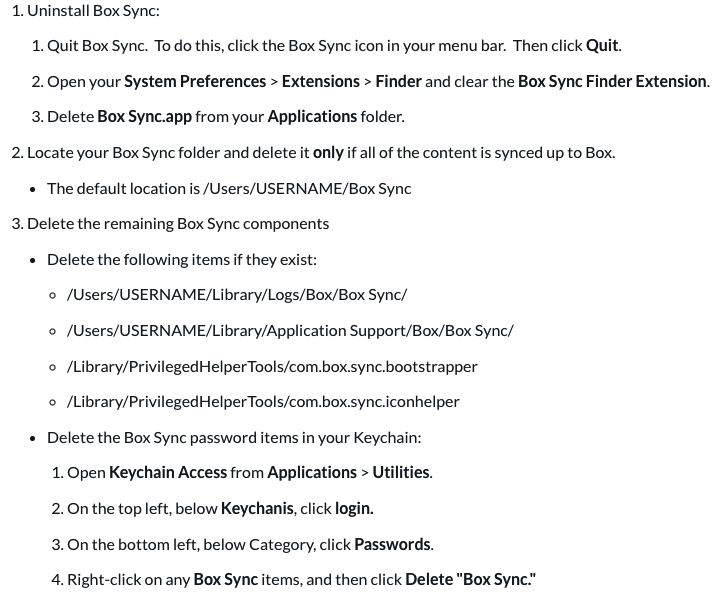 1. Uninstall Box Sync:
1. Quit Box Sync.  To do this, click the Box Sync icon in your menu bar.  Then click Quit.
2. Open your System Preferences > Extensions > Finder and clear the Box Sync Finder Extension.
3. Delete Box Sync.app from your Applications folder.
2. Locate your Box Sync folder and delete it only if all of the content is synced up to Box.
• The default location is /Users/USERNAME/Box Sync
3. Delete the remaining Box Sync components
• Delete the following items if they exist:
◦ /Users/USERNAME/Library/Logs/Box/Box Sync/
◦ /Users/USERNAME/Library/Application Support/Box/Box Sync/
◦ /Library/PrivilegedHelperTools/com.box.sync.bootstrapper
◦ /Library/PrivilegedHelperTools/com.box.sync.iconhelper
• Delete the Box Sync password items in your Keychain:
1. Open Keychain Access from Applications > Utilities.
2. On the top left, below Keychanis, click login.
3. On the bottom left, below Category, click Passwords.
4. Right-click on any Box Sync items, and then click Delete "Box Sync."